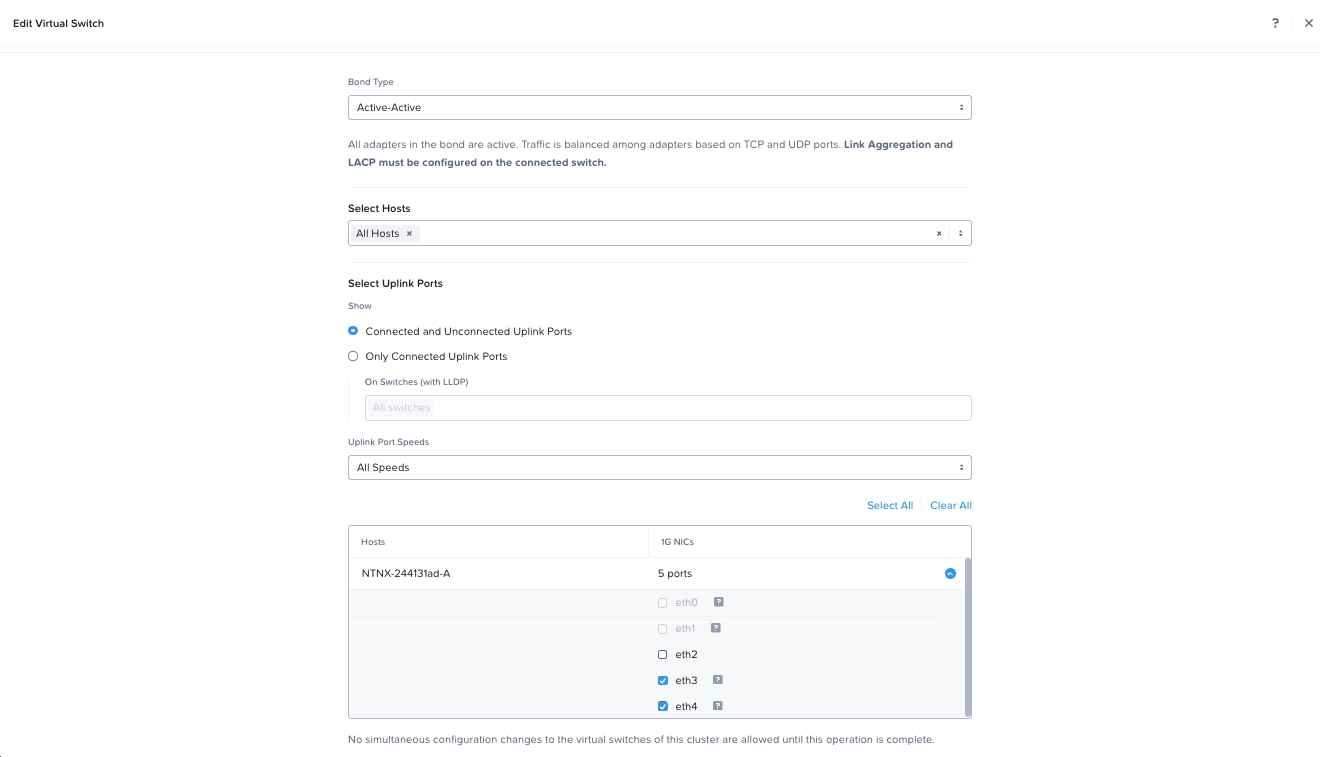 Edit Virtual Switch
?
Bond Type
Active-Active
All adapters in the bond are active. Traffic is balanced among adapters based on TCP and UDP ports. Link Aggregation and
LACP must be configured on the connected switch.
Select Hosts
All Hosts
Select Uplink Ports
Show
Connected and Unconnected Uplink Ports
Only Connected Uplink Ports
On Switches (with LLDP)
All switches
Uplink Port Speeds
All Speeds
Select All Clear All
Hosts 1G NICs
NTNX-244131ad-A 5 ports
eth0 ?
eth1 ?
eth2
eth3 ?
eth4 ?
No simultaneous configuration changes to the virtual switches of this cluster are allowed until this operation is complete.